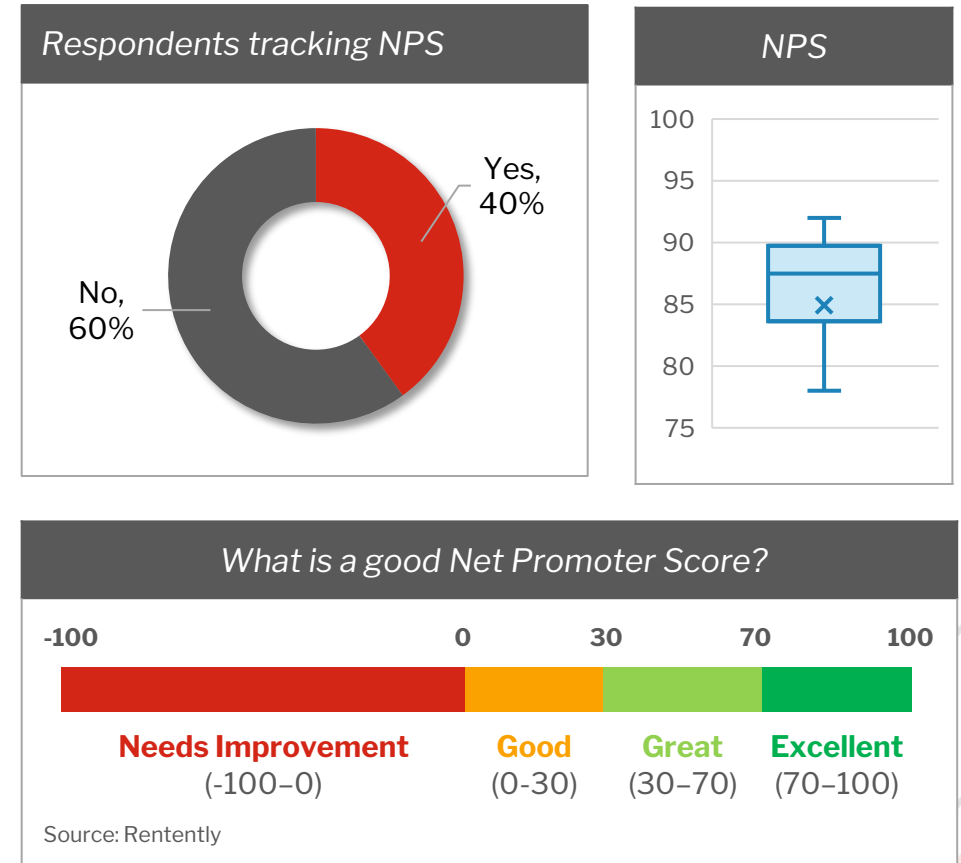 Respondents tracking NPS
Yes,
40%
No,
60%
NPS
100
95
90
85
80
75
What is a good Net Promoter Score?
-100 0 30 70 100
Needs Improvement Good Great Excellent
(-100–0) (0-30) (30–70) (70–100)
Source: Rentently